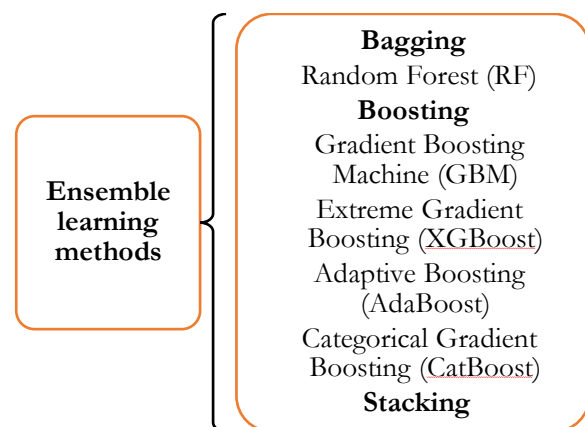 Ensemble
learning
methods
Bagging
Random Forest (RF)
Boosting
Gradient Boosting
Machine (GBM)
Extreme Gradient
Boosting (XGBoost)
Adaptive Boosting
(AdaBoost)
Categorical Gradient
Boosting (CatBoost)
Stacking